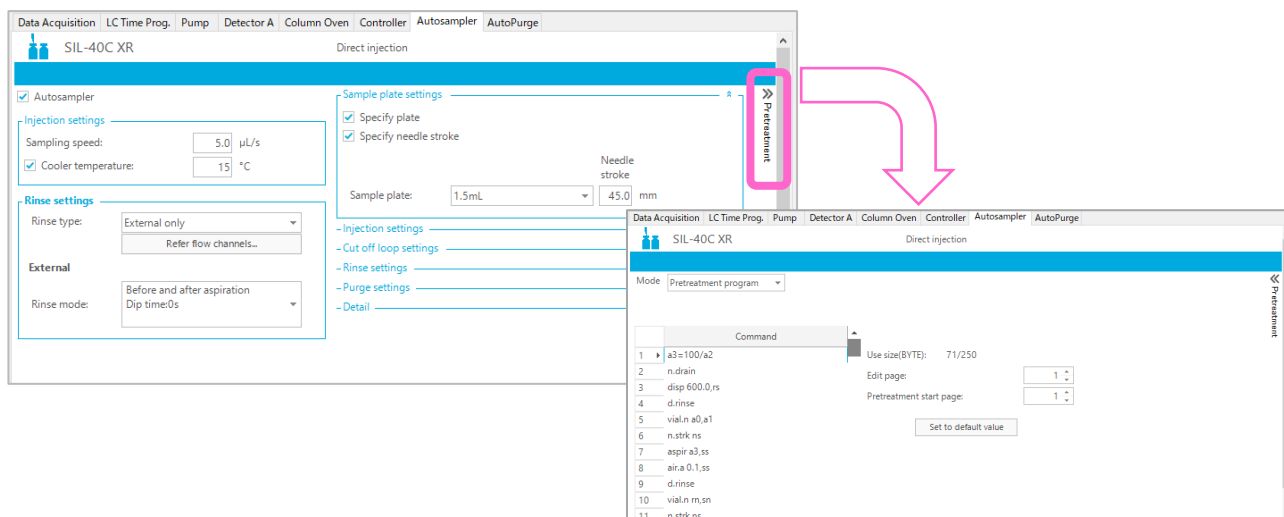 Data Acquisition LC Time Prog. Pump Detector A Column Oven Controller Autosampler AutoPurge
SIL-40C XR Direct injection
Autosampler
Injection settings
Sampling speed: 5.0 µL/s
Cooler temperature: 15 °C
Rinse settings
Rinse type: External only
Refer flow channels...
External
Rinse mode: Before and after aspiration
Dip time:0s
Sample plate settings
Specify plate
Specify needle stroke
Needle
stroke
Sample plate: 1.5mL 45.0 mm
Injection settings
Cut off loop settings
Rinse settings
Purge settings
Detail
Pretreatment
Data Acquisition LC Time Prog. Pump Detector A Column Oven Controller Autosampler AutoPurge
SIL-40C XR Direct injection
Mode Pretreatment program
Pretreatment
Command
1 a3=100/a2
2 n.drain
3 disp 600.0,rs
4 d.rinse
5 vial.n a0,a1
6 n.strk ns
7 aspir a3,ss
8 air.a 0.1,ss
9 d.rinse
10 vial.n rn,sn
11 n.strk ns
Use size(BYTE): 71/250
Edit page: 1
Pretreatment start page: 1
Set to default value